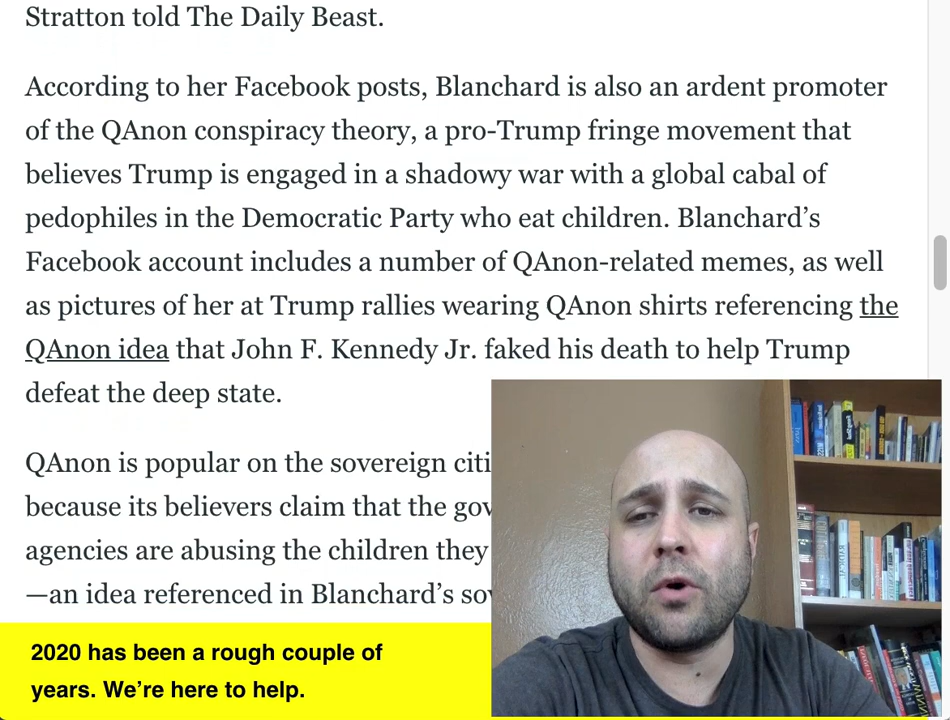 Stratton told The Daily Beast.
According to her Facebook posts, Blanchard is also an ardent promoter
of the QAnon conspiracy theory, a pro-Trump fringe movement that
believes Trump is engaged in a shadowy war with a global cabal of
pedophiles in the Democratic Party who eat children. Blanchard’s
Facebook account includes a number of QAnon-related memes, as well
as pictures of her at Trump rallies wearing QAnon shirts referencing the
QAnon idea that John F. Kennedy Jr. faked his death to help Trump
defeat the deep state.
QAnon is popular on the sovereign citi
because its believers claim that the gov
agencies are abusing the children they
—an idea referenced in Blanchard’s sov
2020 has been a rough couple of
years. We’re here to help.